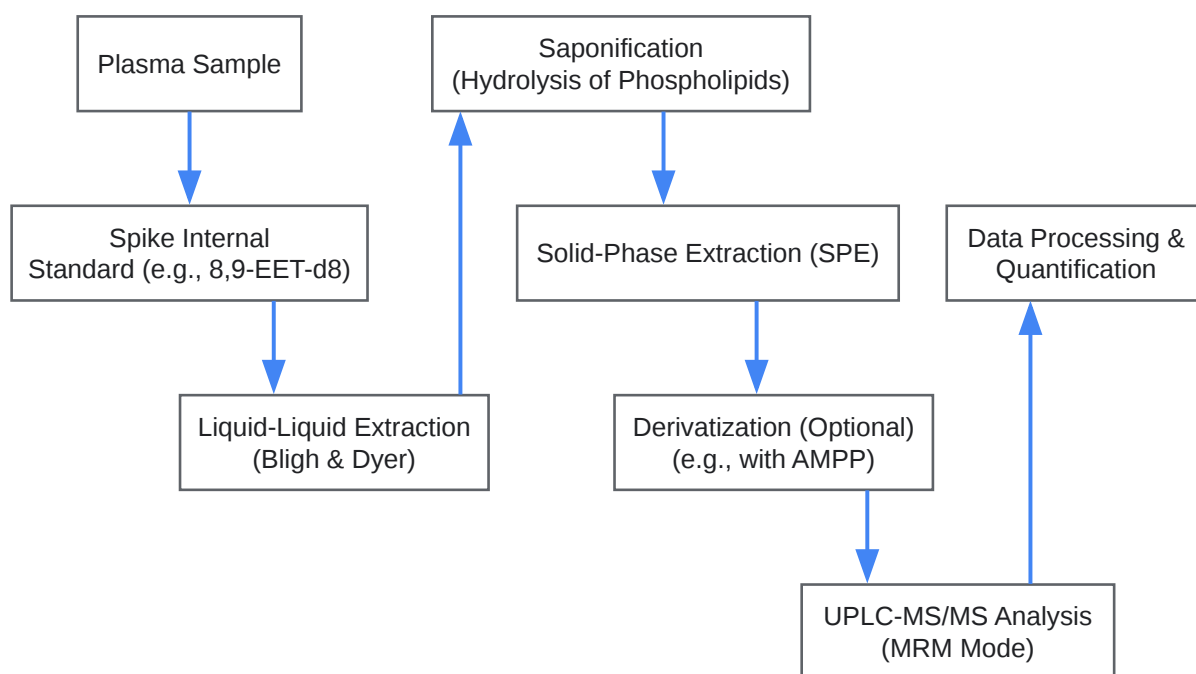 Plasma Sample
Spike Internal
Standard (e.g., 8,9-EET-d8)
Liquid-Liquid Extraction
(Bligh & Dyer)
Saponification
(Hydrolysis of Phospholipids)
Solid-Phase Extraction (SPE)
Derivatization (Optional)
(e.g., with AMPP)
UPLC-MS/MS Analysis
(MRM Mode)
Data Processing &
Quantification